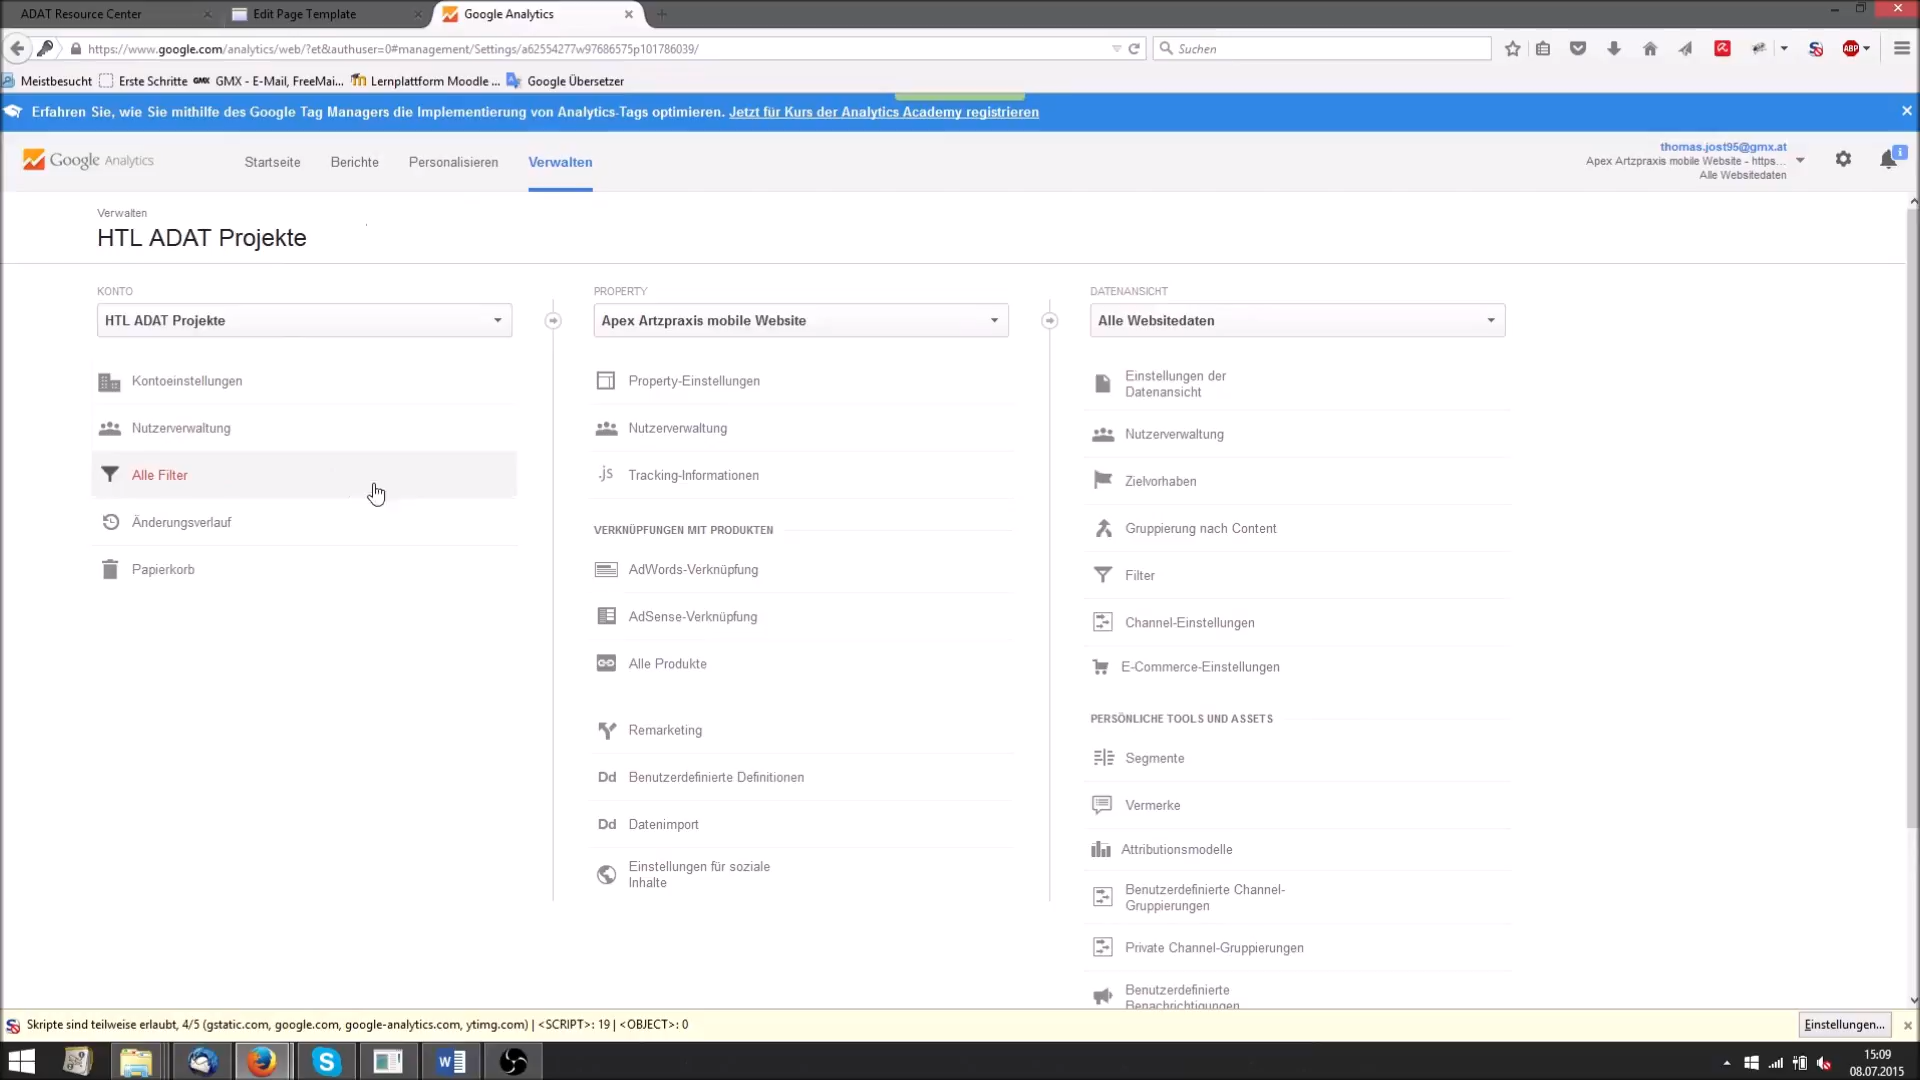 ADAT Resource Center
Edit Page Template
Google Analytics
https://www.google.com/analytics/web/?et&authuser=0#management/Settings/a62554277w97686575p101786039/
Suchen
ABP
Meistbesucht
Erste Schritte
GMX
GMX - E-Mail, FreeMai...
Lernplattform Moodle ...
Google Übersetzer
Erfahren Sie, wie Sie mithilfe des Google Tag Managers die Implementierung von Analytics-Tags optimieren. Jetzt für Kurs der Analytics Academy registrieren
Google Analytics
Startseite
Berichte
Personalisieren
Verwalten
thomas.jost95@gmx.at
Apex Artzpraxis mobile Website - https...
Alle Websitedaten
Verwalten
HTL ADAT Projekte
KONTO
HTL ADAT Projekte
Kontoeinstellungen
Nutzerverwaltung
Alle Filter
Änderungsverlauf
Papierkorb
PROPERTY
Apex Artzpraxis mobile Website
Property-Einstellungen
Nutzerverwaltung
.js Tracking-Informationen
VERKNÜPFUNGEN MIT PRODUKTEN
AdWords-Verknüpfung
AdSense-Verknüpfung
Alle Produkte
Remarketing
Dd Benutzerdefinierte Definitionen
Dd Datenimport
Einstellungen für soziale
Inhalte
DATENANSICHT
Alle Websitedaten
Einstellungen der
Datenansicht
Nutzerverwaltung
Zielvorhaben
Gruppierung nach Content
Filter
Channel-Einstellungen
E-Commerce-Einstellungen
PERSÖNLICHE TOOLS UND ASSETS
Segmente
Vermerke
Attributionsmodelle
Benutzerdefinierte Channel-
Gruppierungen
Private Channel-Gruppierungen
Benutzerdefinierte
Benachrichtigungen
Skripte sind teilweise erlaubt, 4/5 (gstatic.com, google.com, google-analytics.com, ytimg.com) | <SCRIPT>: 19 | <OBJECT>: 0
Einstellungen...
15:09
08.07.2015